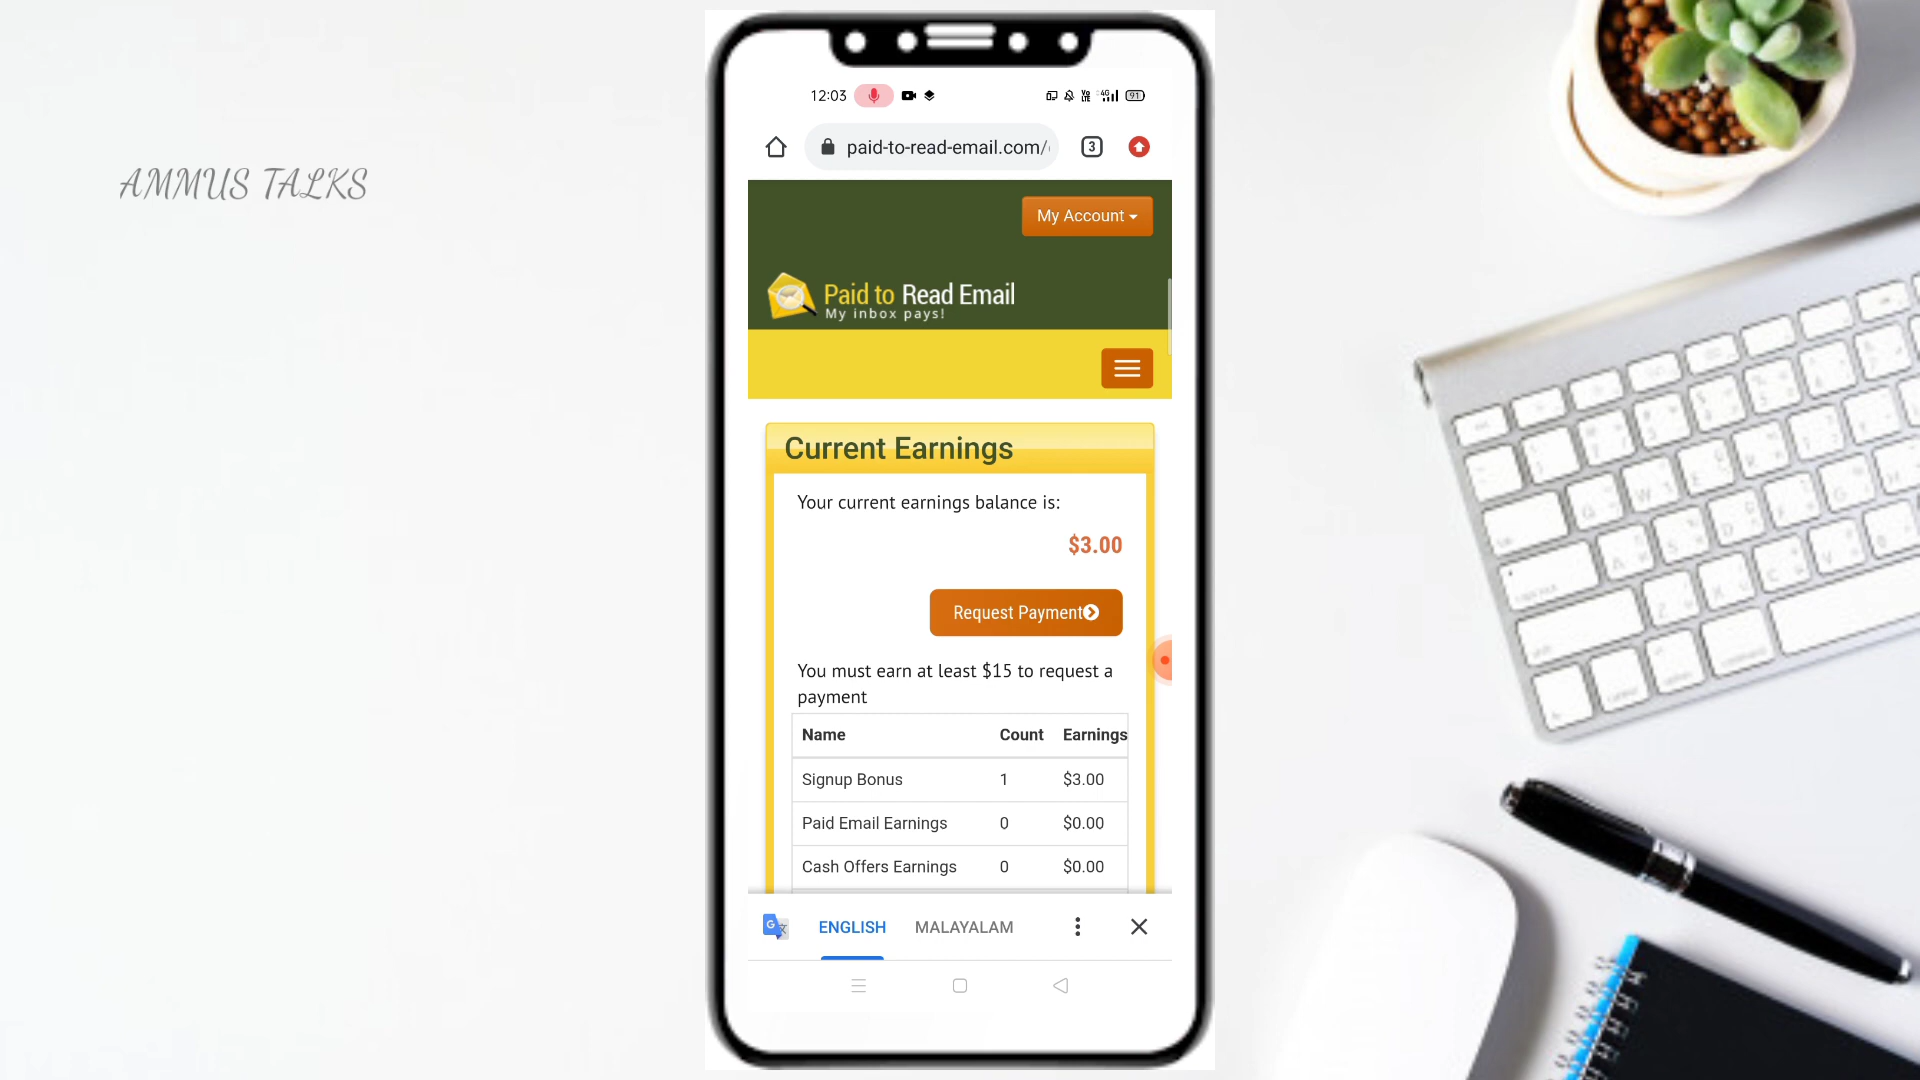 AMMUS TALKS
12:03
4G
91
paid-to-read-email.com/
3
My Account
Paid to Read Email
My inbox pays!
Current Earnings
Your current earnings balance is:
$3.00
Request Payment
You must earn at least $15 to request a
payment
Name Count Earnings
Signup Bonus 1 $3.00
Paid Email Earnings 0 $0.00
Cash Offers Earnings 0 $0.00
ENGLISH MALAYALAM